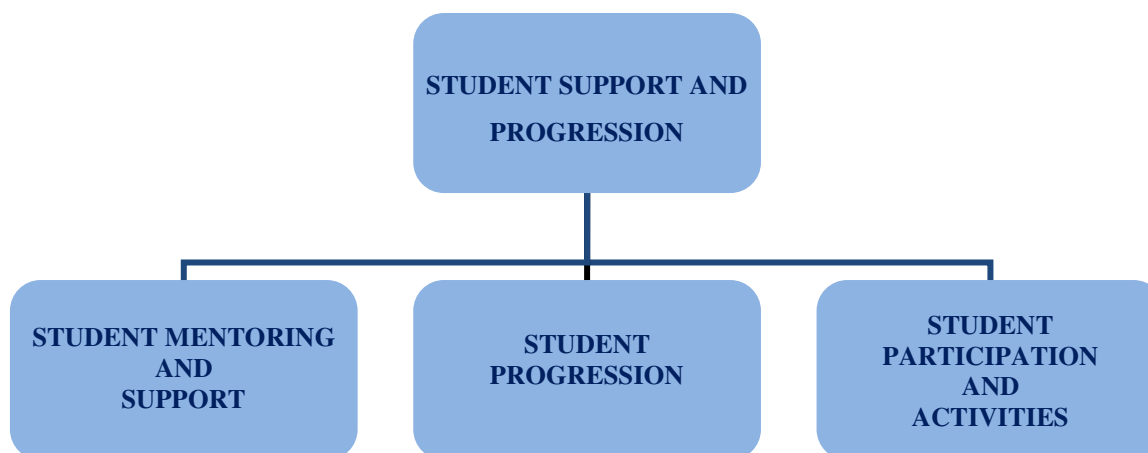 STUDENT SUPPORT AND
PROGRESSION
STUDENT MENTORING
AND
SUPPORT
STUDENT
PROGRESSION
STUDENT
PARTICIPATION
AND
ACTIVITIES